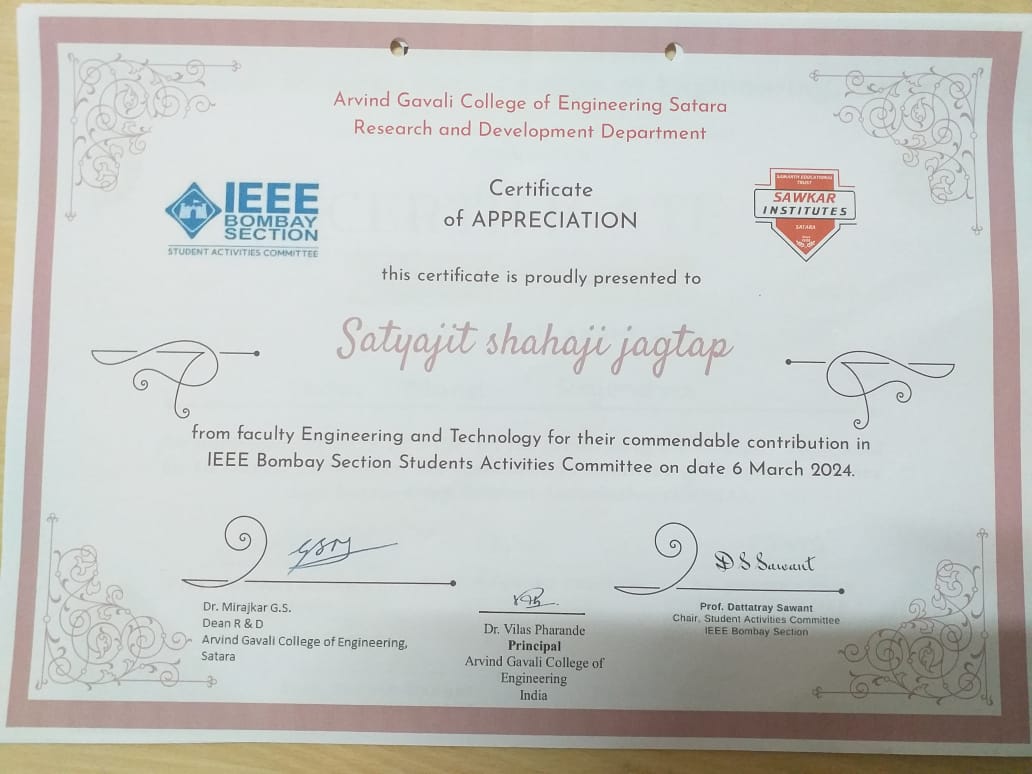 Arvind Gavali College of Engineering Satara
Research and Development Department
IEEE
BOMBAY
SECTION
STUDENT ACTIVITIES COMMITTEE
Certificate
of APPRECIATION
SAMARTH EDUCATIONAL
TRUST
SAWKAR
INSTITUTES
SATARA
this certificate is proudly presented to
Satyajit shahaji jagtap
from faculty Engineering and Technology for their commendable contribution in
IEEE Bombay Section Students Activities Committee on date 6 March 2024.
Dr. Mirajkar G.S.
Dean R & D
Arvind Gavali College of Engineering,
Satara
Dr. Vilas Pharande
Principal
Arvind Gavali College of
Engineering
India
D S Sawant
Prof. Dattatray Sawant
Chair, Student Activities Committee
IEEE Bombay Section